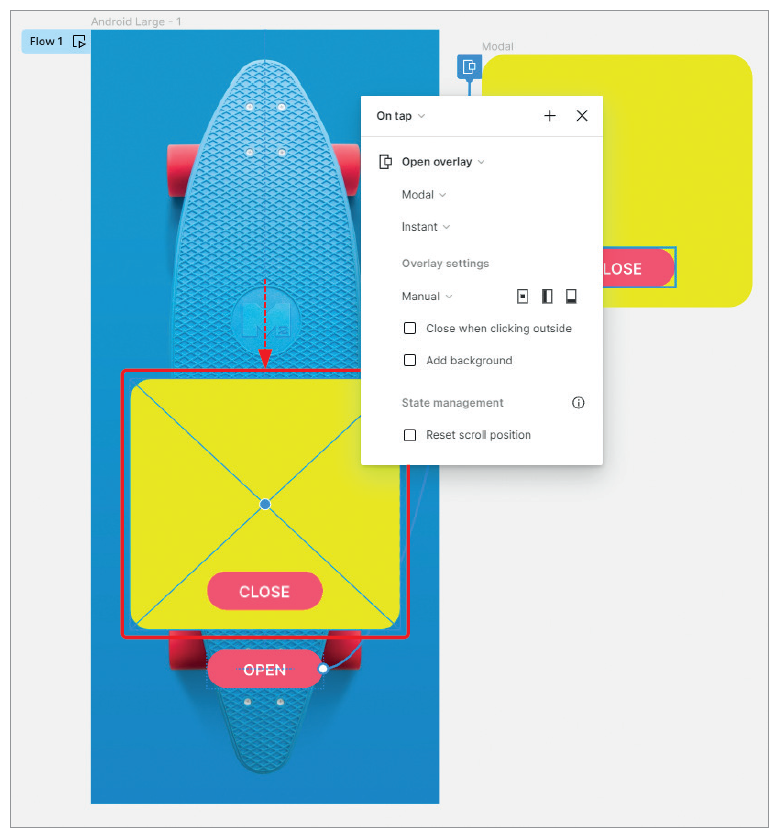 Android Large - 1
Flow 1
Modal
On tap
Open overlay
Modal
Instant
Overlay settings
Manual
Close when clicking outside
Add background
State management
Reset scroll position
LOSE
CLOSE
OPEN